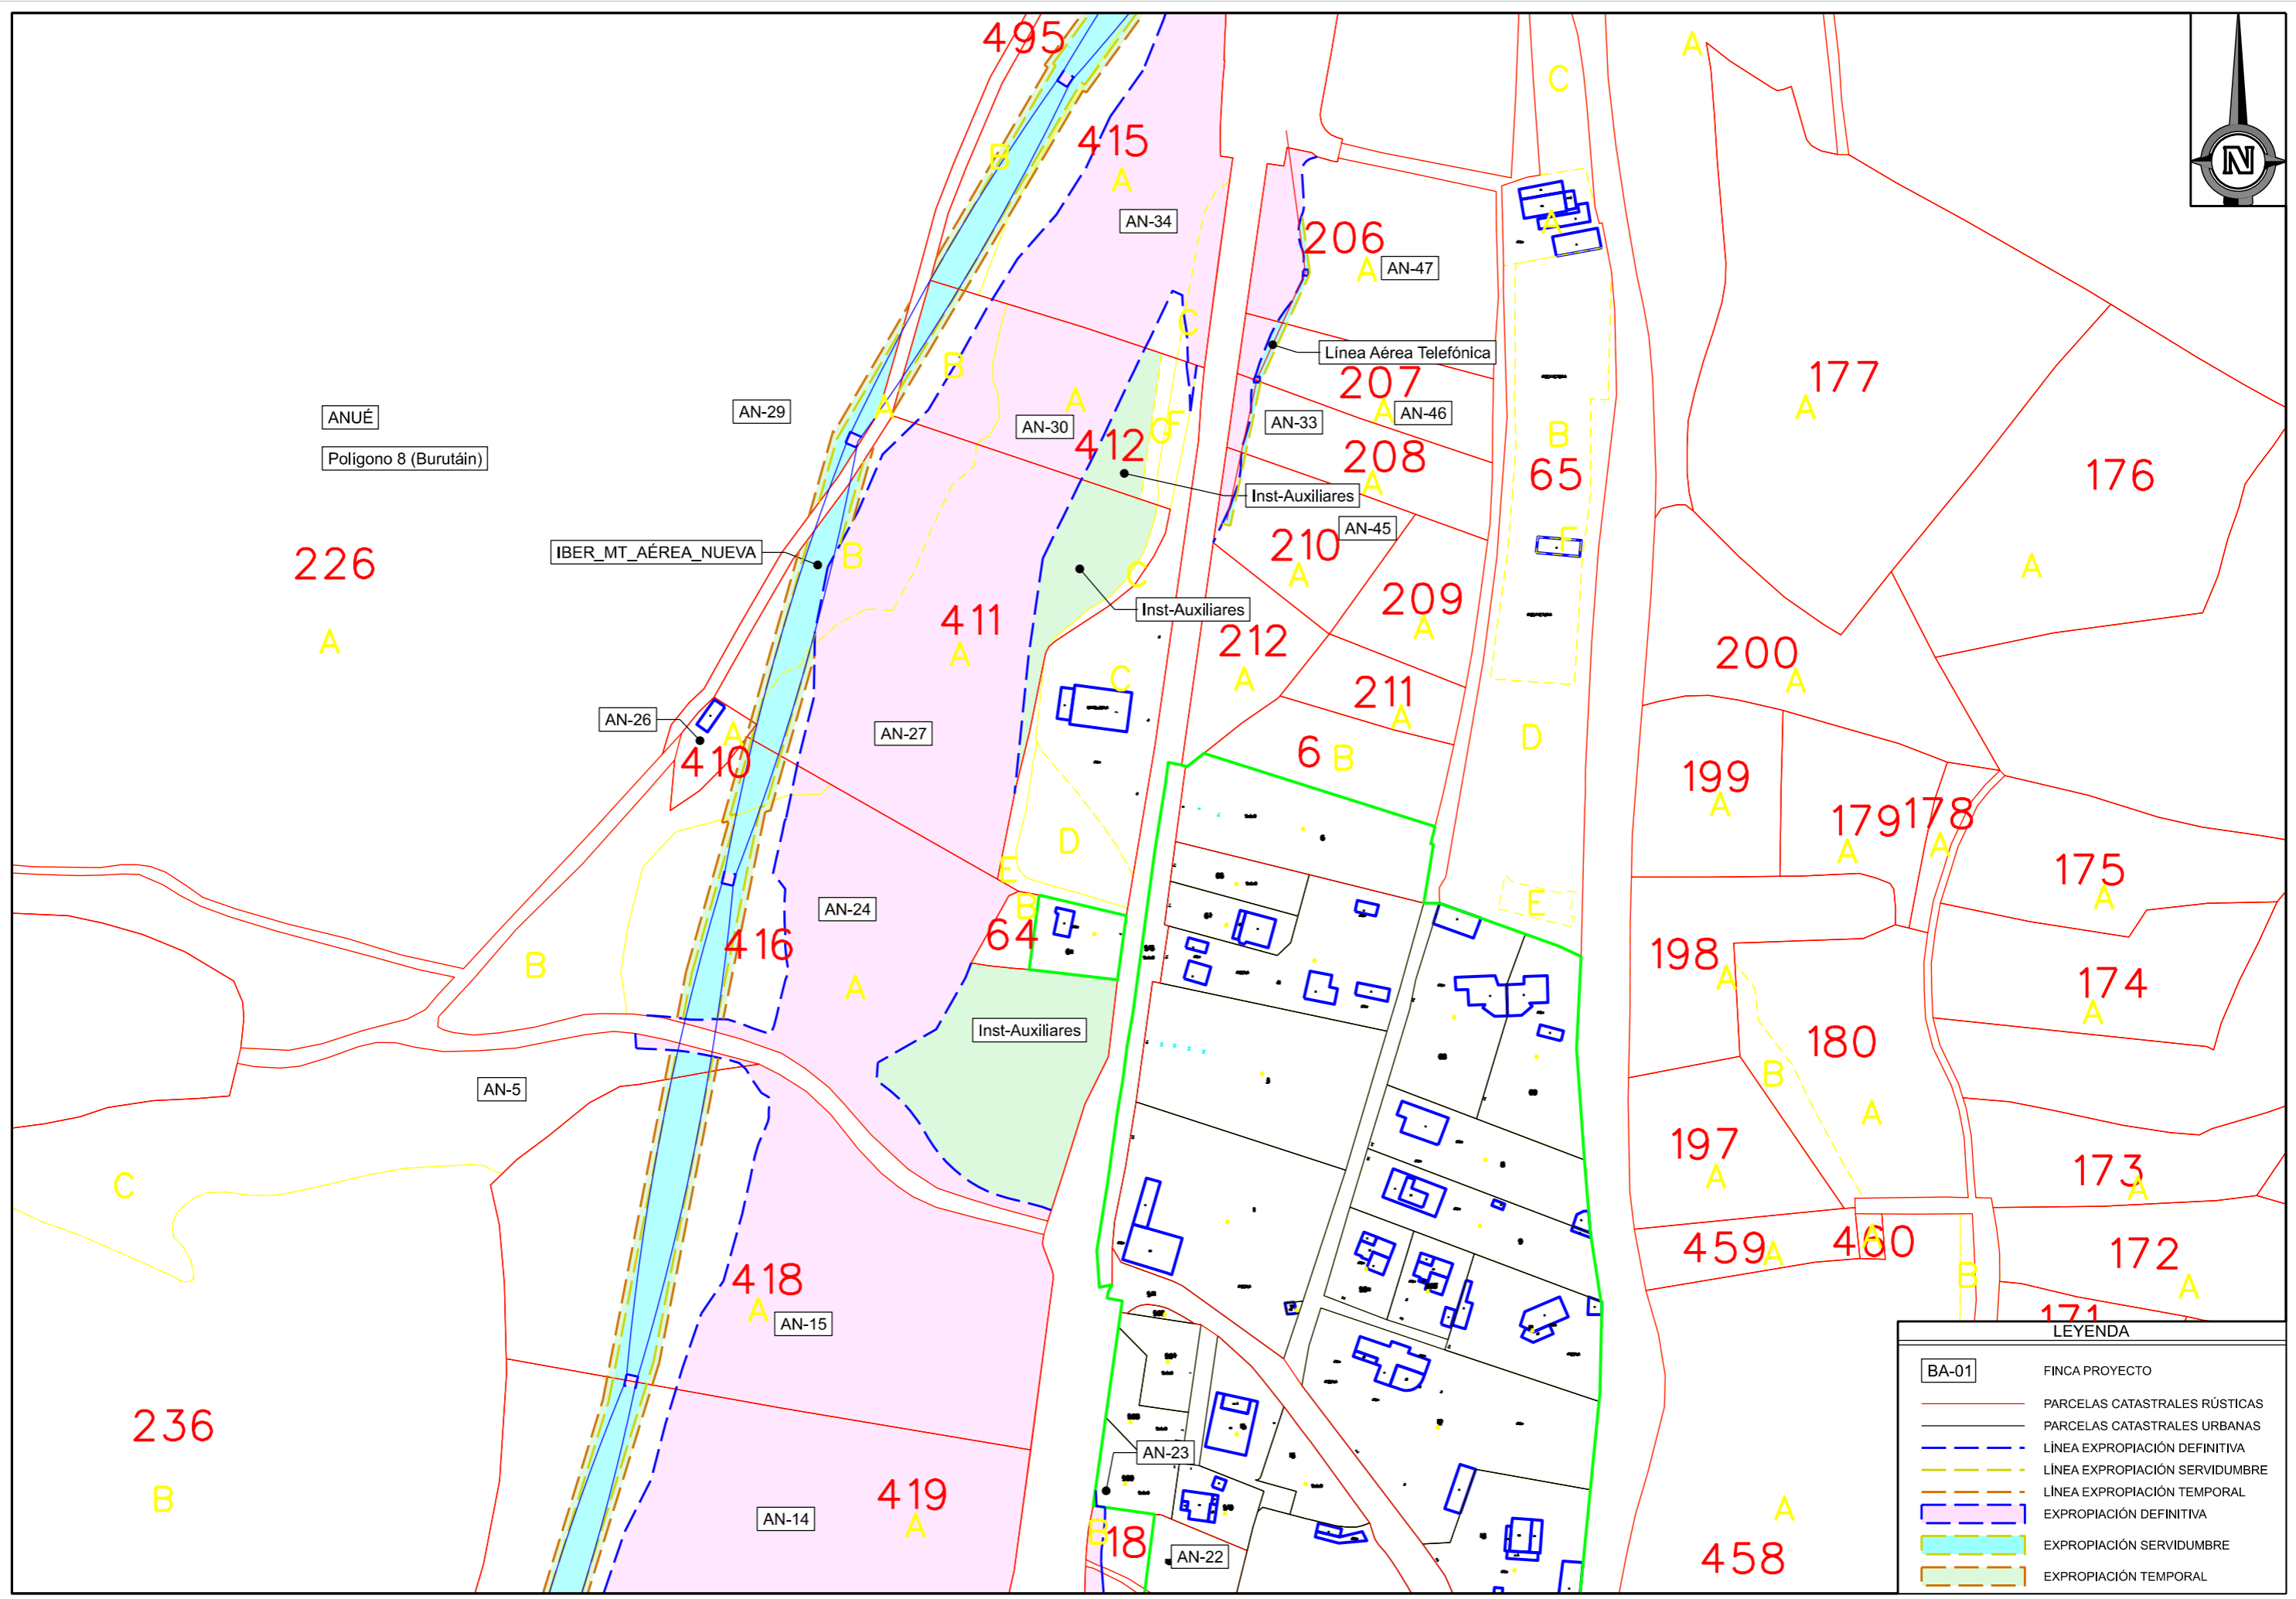 495
A
C
N
B
415
A
AN-34
A
206
A
AN-47
C
Línea Aérea Telefónica
B
207
177
A
A
A
A
AN-46
AN-29
ANUÉ
AN-33
AN-30
F
412
B
Polígono 8 (Burutáin)
208
A
65
176
Inst-Auxiliares
AN-45
IBER_MT_AÉREA_NUEVA
B
210
F
226
A
C
A
209
Inst-Auxiliares
411
A
A
A
212
A
200
A
C
211
A
AN-26
A
AN-27
D
410
6
B
199
A
179
178
A
A
D
175
A
E
B
AN-24
E
64
416
B
A
198
A
174
A
Inst-Auxiliares
180
B
A
AN-5
197
A
173
A
C
418
A
AN-15
459
A
460
A
B
172
A
171
236
B
AN-23
419
A
AN-14
B
18
AN-22
A
458
LEYENDA
BA-01 FINCA PROYECTO
PARCELAS CATASTRALES RÚSTICAS
PARCELAS CATASTRALES URBANAS
LÍNEA EXPROPIACIÓN DEFINITIVA
LÍNEA EXPROPIACIÓN SERVIDUMBRE
LÍNEA EXPROPIACIÓN TEMPORAL
EXPROPIACIÓN DEFINITIVA
EXPROPIACIÓN SERVIDUMBRE
EXPROPIACIÓN TEMPORAL